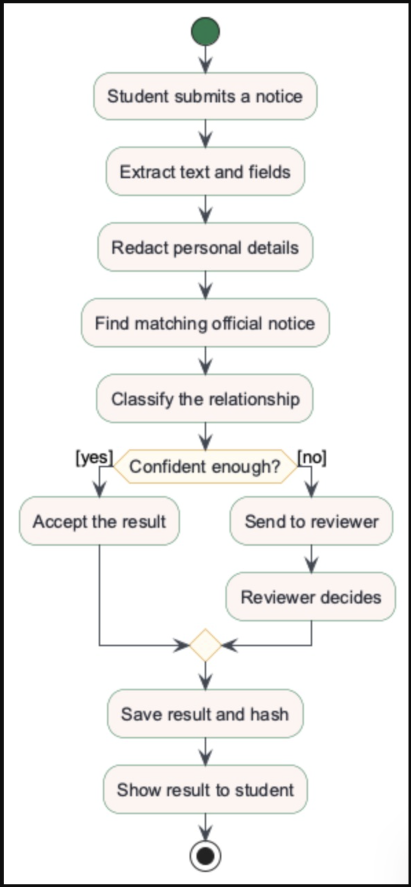 Student submits a notice
Extract text and fields
Redact personal details
Find matching official notice
Classify the relationship
[yes]
Confident enough?
[no]
Accept the result
Send to reviewer
Reviewer decides
Save result and hash
Show result to student